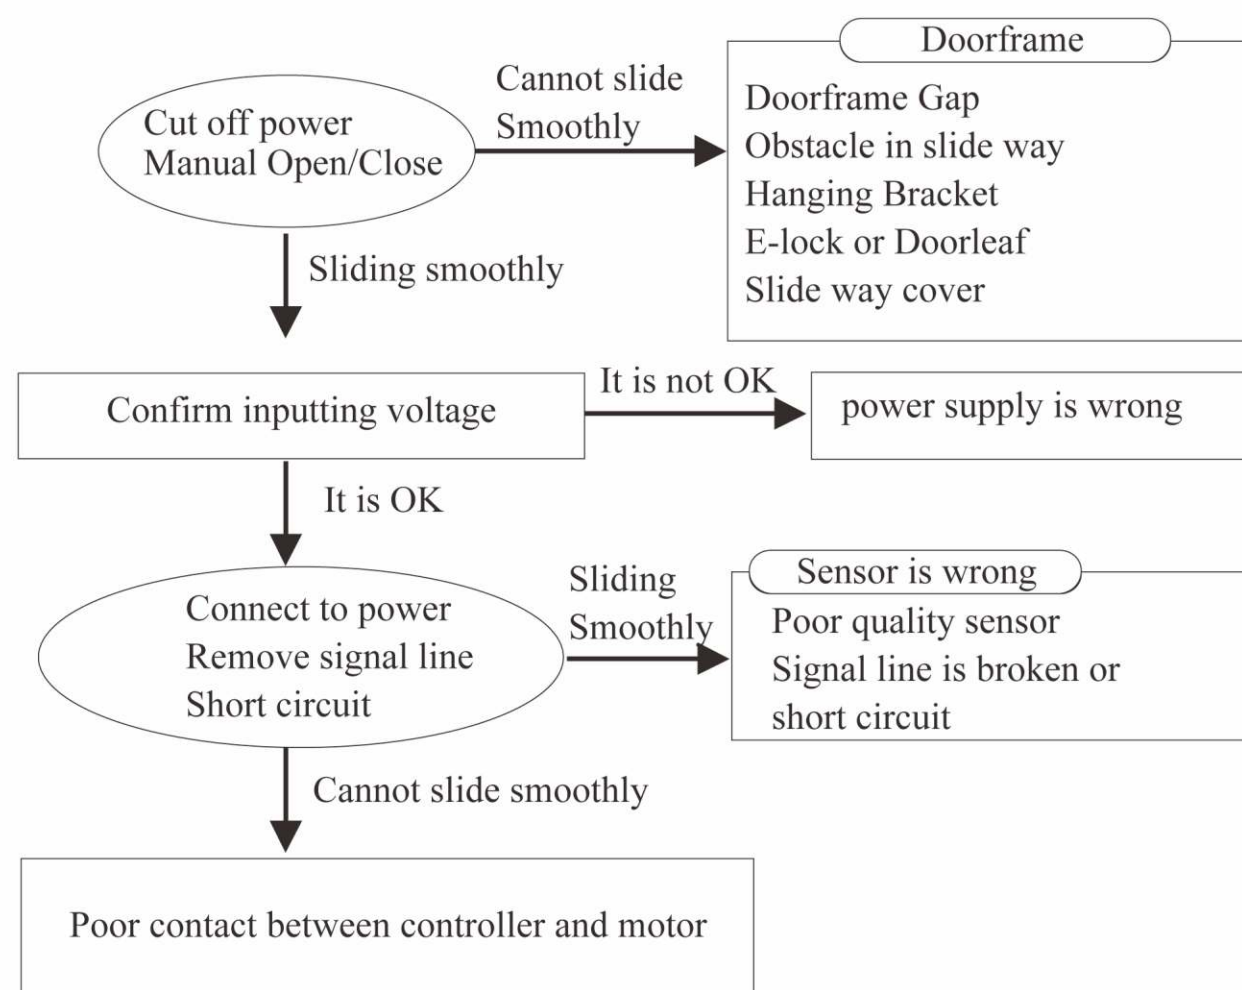 Cut off power
Manual Open/Close
Cannot slide
Smoothly
Doorframe
Doorframe Gap
Obstacle in slide way
Hanging Bracket
E-lock or Doorleaf
Slide way cover
Sliding smoothly
Confirm inputting voltage
It is not OK
power supply is wrong
It is OK
Connect to power
Remove signal line
Short circuit
Sliding
Smoothly
Sensor is wrong
Poor quality sensor
Signal line is broken or
short circuit
Cannot slide smoothly
Poor contact between controller and motor